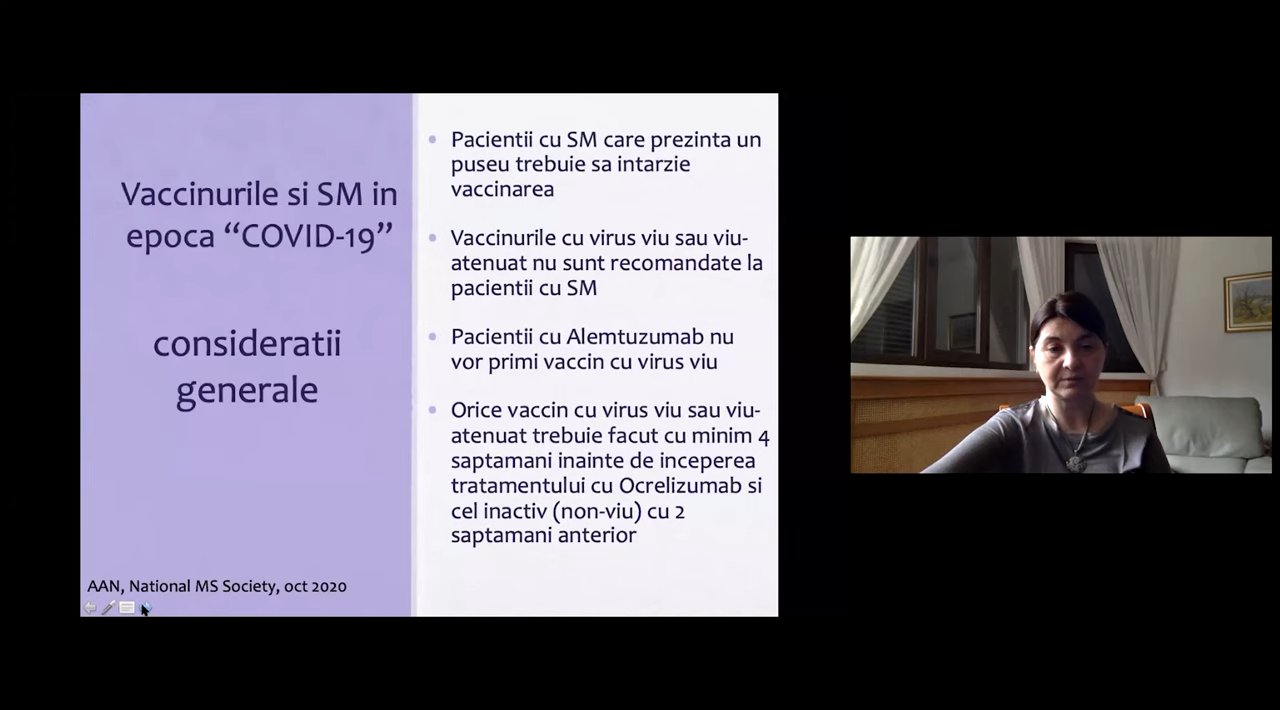 Vaccinurile si SM in
epoca “COVID-19”
consideratii
generale
AAN, National MS Society, oct 2020
Pacientii cu SM care prezinta un
puseu trebuie sa intarzie
vaccinarea
Vaccinurile cu virus viu sau viu-
atenuat nu sunt recomandate la
pacientii cu SM
Pacientii cu Alemtuzumab nu
vor primi vaccin cu virus viu
Orice vaccin cu virus viu sau viu-
atenuat trebuie facut cu minim 4
saptamani inainte de inceperea
tratamentului cu Ocrelizumab si
cel inactiv (non-viu) cu 2
saptamani anterior